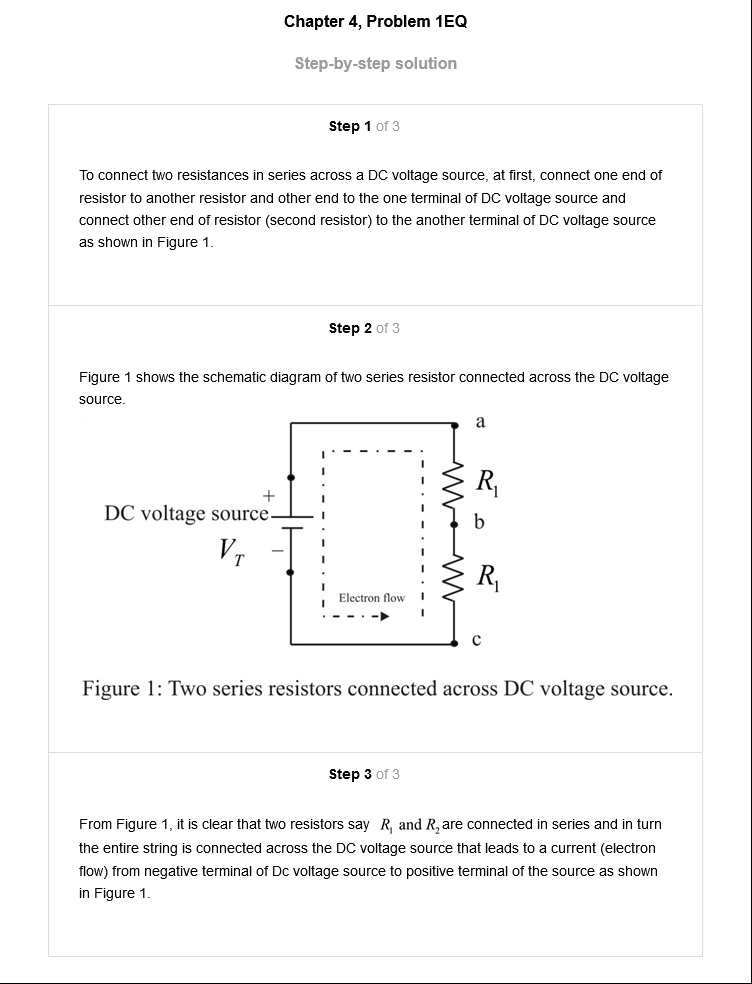 Chapter 4, Problem 1EQ
Step-by-step solution
Step 1 of 3
To connect two resistances in series across a DC voltage source, at first, connect one end of
resistor to another resistor and other end to the one terminal of DC voltage source and
connect other end of resistor (second resistor) to the another terminal of DC voltage source
as shown in Figure 1.
Step 2 of 3
Figure 1 shows the schematic diagram of two series resistor connected across the DC voltage
source.
a
R₁
+
DC voltage source
b
V_T
−
R₁
Electron flow
c
Figure 1: Two series resistors connected across DC voltage source.
Step 3 of 3
From Figure 1, it is clear that two resistors say R₁ and R₂ are connected in series and in turn
the entire string is connected across the DC voltage source that leads to a current (electron
flow) from negative terminal of Dc voltage source to positive terminal of the source as shown
in Figure 1.